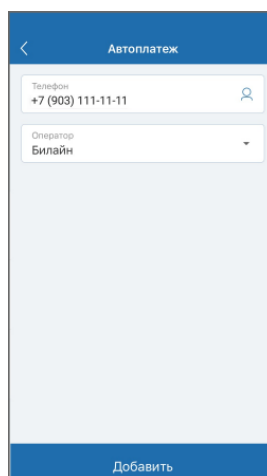 Автоплатеж
Телефон
+7 (903) 111-11-11
Оператор
Билайн
Добавить